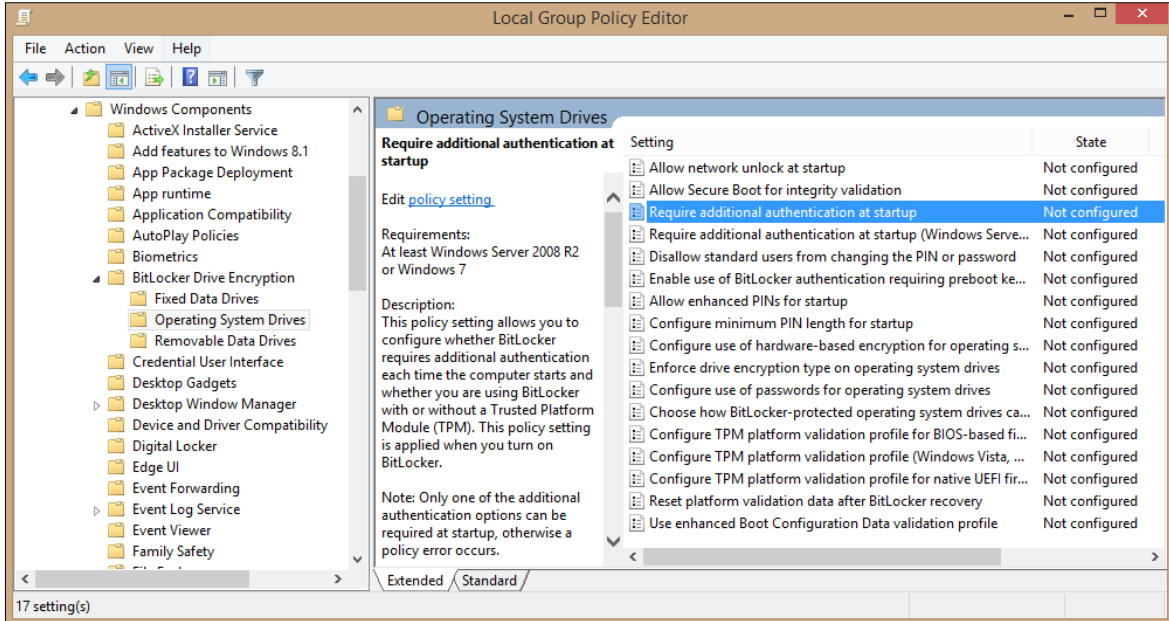 Local Group Policy Editor
File Action View Help
Windows Components
ActiveX Installer Service
Add features to Windows 8.1
App Package Deployment
App runtime
Application Compatibility
AutoPlay Policies
Biometrics
BitLocker Drive Encryption
Fixed Data Drives
Operating System Drives
Removable Data Drives
Credential User Interface
Desktop Gadgets
Desktop Window Manager
Device and Driver Compatibility
Digital Locker
Edge UI
Event Forwarding
Event Log Service
Event Viewer
Family Safety
Operating System Drives
Require additional authentication at
startup
Edit policy setting
Requirements:
At least Windows Server 2008 R2
or Windows 7
Description:
This policy setting allows you to
configure whether BitLocker
requires additional authentication
each time the computer starts and
whether you are using BitLocker
with or without a Trusted Platform
Module (TPM). This policy setting
is applied when you turn on
BitLocker.
Note: Only one of the additional
authentication options can be
required at startup, otherwise a
policy error occurs.
Setting State
Allow network unlock at startup Not configured
Allow Secure Boot for integrity validation Not configured
Require additional authentication at startup Not configured
Require additional authentication at startup (Windows Serve... Not configured
Disallow standard users from changing the PIN or password Not configured
Enable use of BitLocker authentication requiring preboot ke... Not configured
Allow enhanced PINs for startup Not configured
Configure minimum PIN length for startup Not configured
Configure use of hardware-based encryption for operating s... Not configured
Enforce drive encryption type on operating system drives Not configured
Configure use of passwords for operating system drives Not configured
Choose how BitLocker-protected operating system drives ca... Not configured
Configure TPM platform validation profile for BIOS-based fi... Not configured
Configure TPM platform validation profile (Windows Vista, ... Not configured
Configure TPM platform validation profile for native UEFI fir... Not configured
Reset platform validation data after BitLocker recovery Not configured
Use enhanced Boot Configuration Data validation profile Not configured
Extended Standard
17 setting(s)